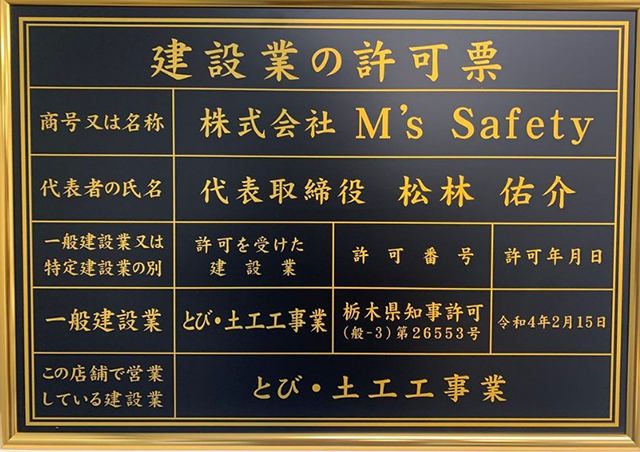 建設業の許可票
商号又は名称
株式会社 M's Safety
代表者の氏名
代表取締役 松林 佑介
一般建設業又は
特定建設業の別
許可を受けた
建設業
許可番号
許可年月日
一般建設業
とび・土工工事業
栃木県知事許可
(般-3)第26553号
令和4年2月15日
この店舗で営業
している建設業
とび・土工工事業